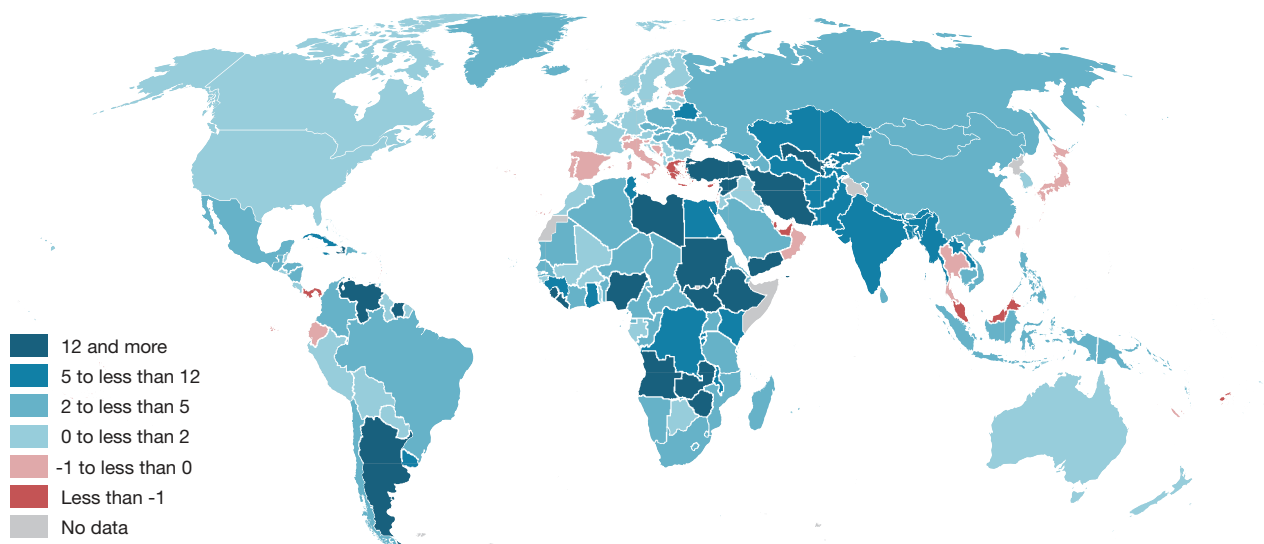 12 and more
5 to less than 12
2 to less than 5
0 to less than 2
-1 to less than 0
Less than -1
No data